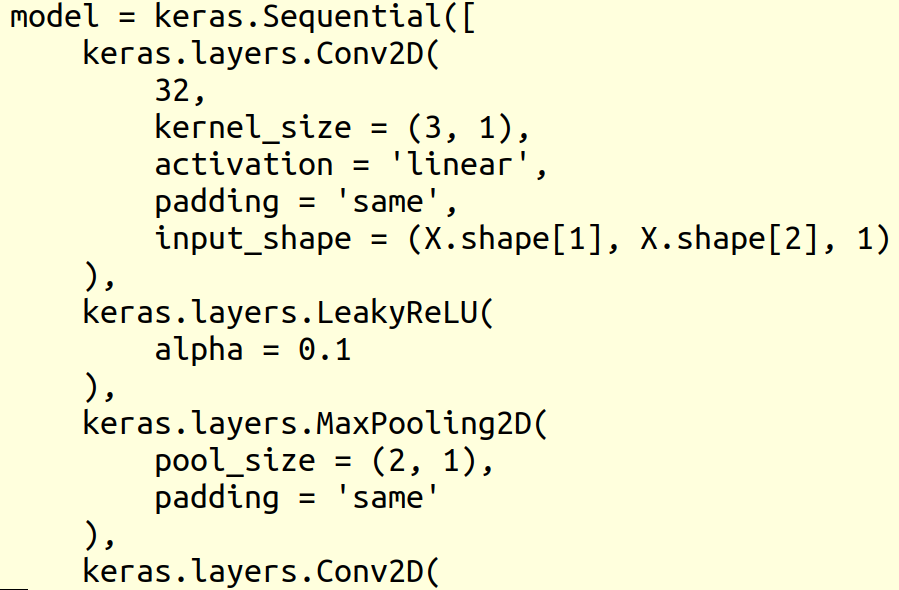 model = keras.Sequential([
    keras.layers.Conv2D(
        32,
        kernel_size = (3, 1),
        activation = 'linear',
        padding = 'same',
        input_shape = (X.shape[1], X.shape[2], 1)
    ),
    keras.layers.LeakyReLU(
        alpha = 0.1
    ),
    keras.layers.MaxPooling2D(
        pool_size = (2, 1),
        padding = 'same'
    ),
    keras.layers.Conv2D(